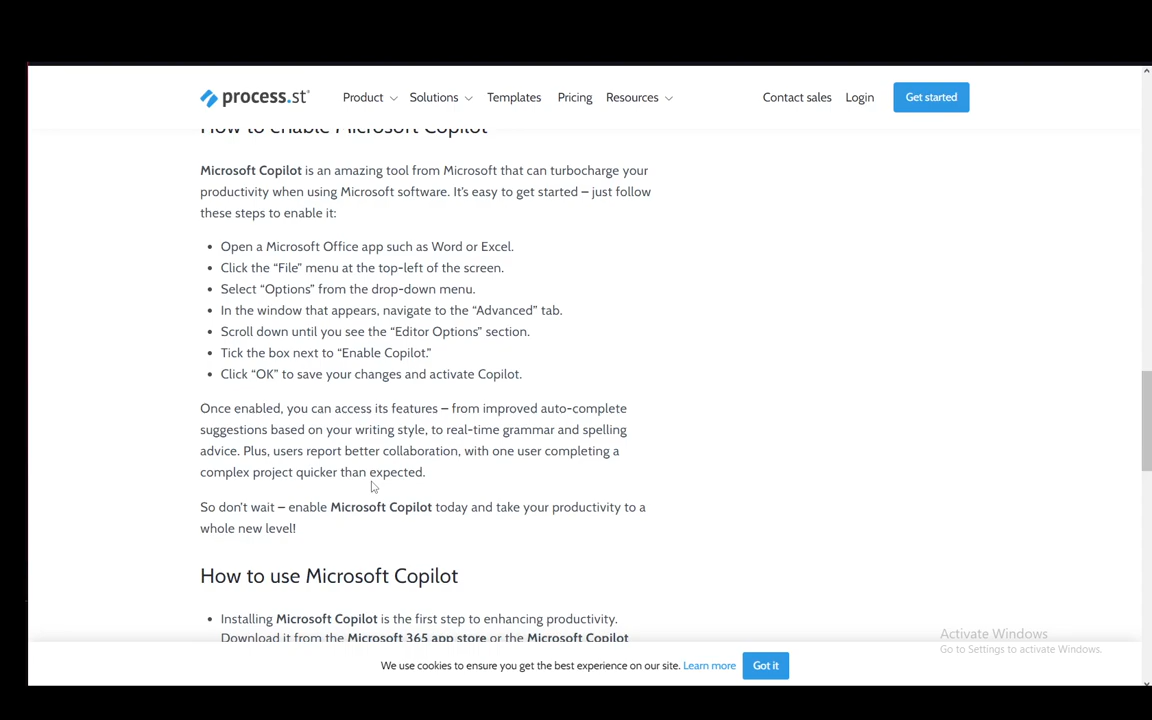 process.st
Product
Solutions
Templates
Pricing
Resources
Contact sales
Login
Get started
How to enable Microsoft Copilot
Microsoft Copilot is an amazing tool from Microsoft that can turbocharge your
productivity when using Microsoft software. It's easy to get started – just follow
these steps to enable it:
• Open a Microsoft Office app such as Word or Excel.
• Click the “File” menu at the top-left of the screen.
• Select “Options” from the drop-down menu.
• In the window that appears, navigate to the “Advanced” tab.
• Scroll down until you see the “Editor Options” section.
• Tick the box next to “Enable Copilot.”
• Click “OK” to save your changes and activate Copilot.
Once enabled, you can access its features – from improved auto-complete
suggestions based on your writing style, to real-time grammar and spelling
advice. Plus, users report better collaboration, with one user completing a
complex project quicker than expected.
So don't wait – enable Microsoft Copilot today and take your productivity to a
whole new level!
How to use Microsoft Copilot
• Installing Microsoft Copilot is the first step to enhancing productivity.
Download it from the Microsoft 365 app store or the Microsoft Copilot
Activate Windows
Go to Settings to activate Windows.
We use cookies to ensure you get the best experience on our site. Learn more
Got it